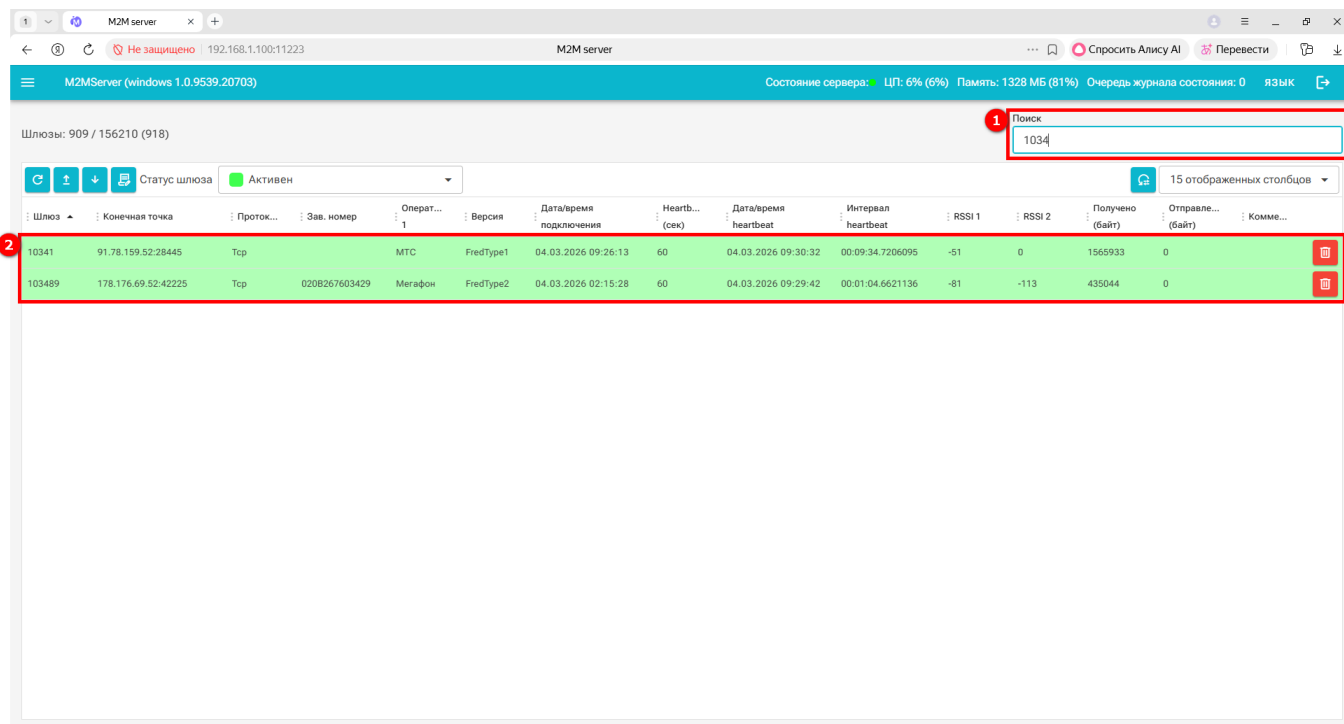 1 M2M server
Не защищено 192.168.1.100:11223 M2M server Спросить Алису AI Перевести
M2MServer (windows 1.0.9539.20703) Состояние сервера: ЦП: 6% (6%) Память: 1328 МБ (81%) Очередь журнала состояния: 0 ЯЗЫК
Шлюзы: 909 / 156210 (918)
1 Поиск
1034
Статус шлюза Активен 15 отображенных столбцов
Шлюз Конечная точка Проток... Зав. номер Операт... 1 Версия Дата/время подключения Heartb... (сек) Дата/время heartbeat Интервал heartbeat RSSI 1 RSSI 2 Получено (байт) Отправле... (байт) Комме...
2
10341 91.78.159.52:28445 Tcp МТС FredType1 04.03.2026 09:26:13 60 04.03.2026 09:30:32 00:09:34.7206095 -51 0 1565933 0
103489 178.176.69.52:42225 Tcp 020B267603429 Мегафон FredType2 04.03.2026 02:15:28 60 04.03.2026 09:29:42 00:01:04.6621136 -81 -113 435044 0